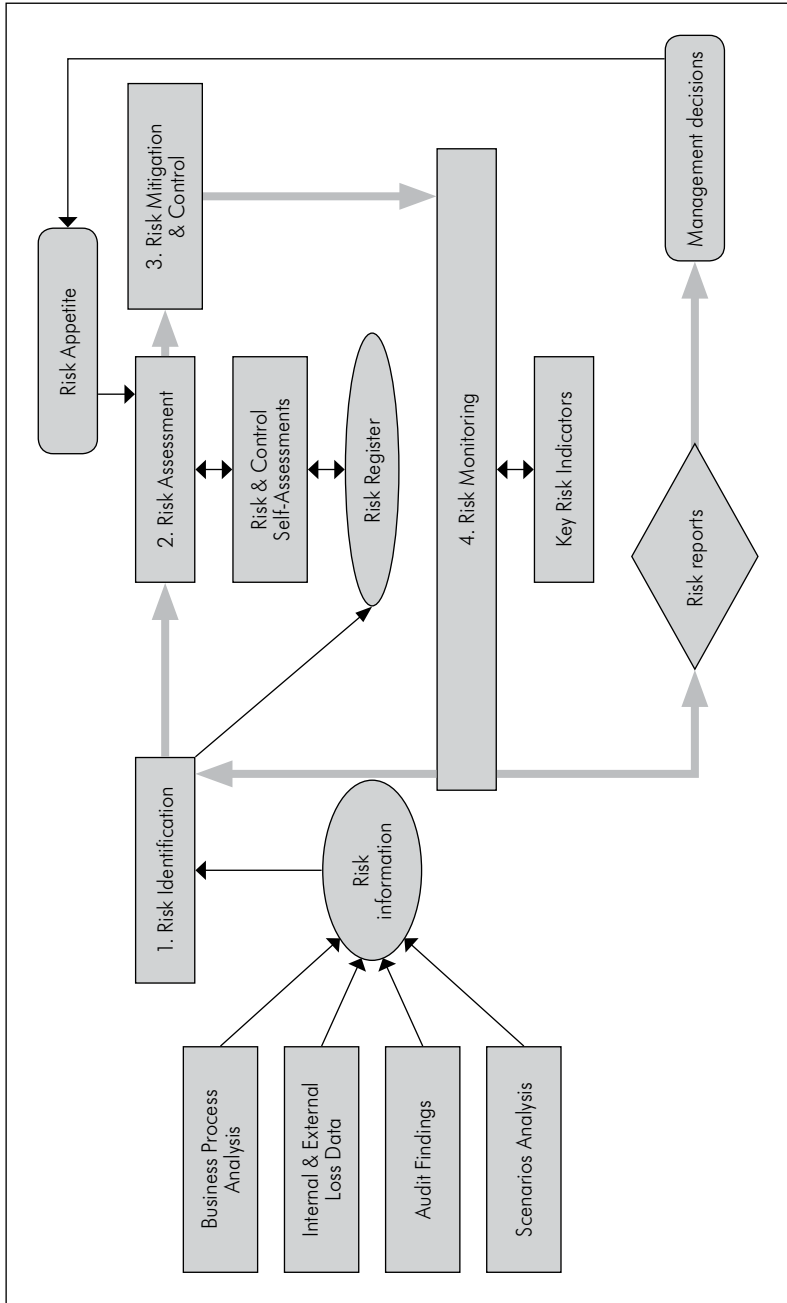 Business Process
Analysis
Internal & External
Loss Data
Audit Findings
Scenarios Analysis
Risk
information
1. Risk Identification
Risk Appetite
2. Risk Assessment
Risk & Control
Self-Assessments
Risk Register
3. Risk Mitigation
& Control
4. Risk Monitoring
Key Risk Indicators
Risk reports
Management decisions